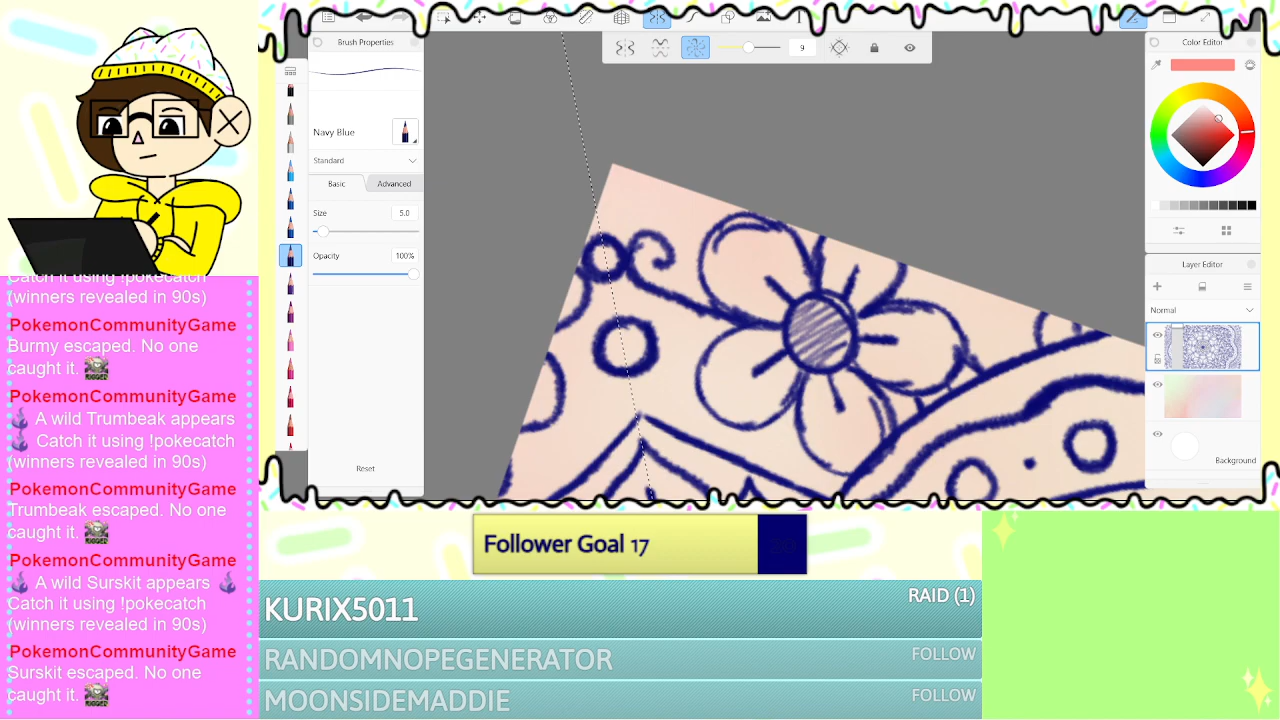 Catch it using !pokecatch
(winners revealed in 90s)
PokemonCommunityGame
Burmy escaped. No one
caught it.
PokemonCommunityGame
A wild Trumbeak appears
Catch it using !pokecatch
(winners revealed in 90s)
PokemonCommunityGame
Trumbeak escaped. No one
caught it.
PokemonCommunityGame
A wild Surskit appears
Catch it using !pokecatch
(winners revealed in 90s)
PokemonCommunityGame
Surskit escaped. No one
caught it.
Brush Properties
Navy Blue
Standard
Basic
Advanced
Size
5.0
Opacity
100%
Reset
9
Color Editor
Layer Editor
Normal
Background
Follower Goal 17
KURIX5011
RAID (1)
RANDOMNOPEGENERATOR
FOLLOW
MOONSIDEMADDIE
FOLLOW